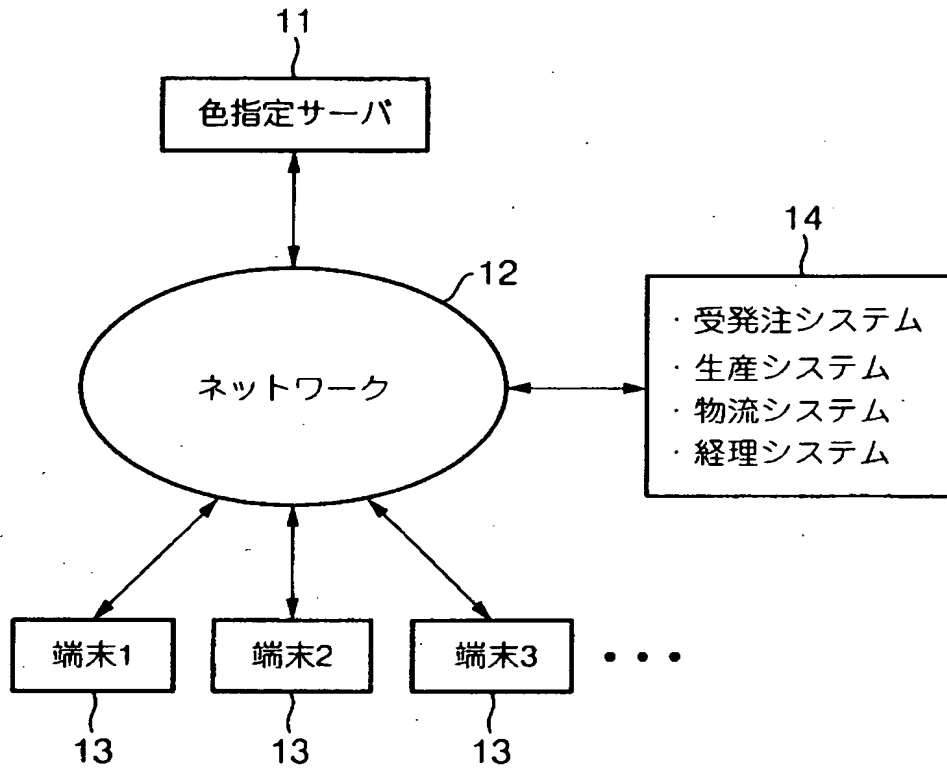 11
色指定サーバ
14
12
・受発注システム
・生産システム
・物流システム
・経理システム
ネットワーク
端末1
端末2
端末3
・・・
13
13
13